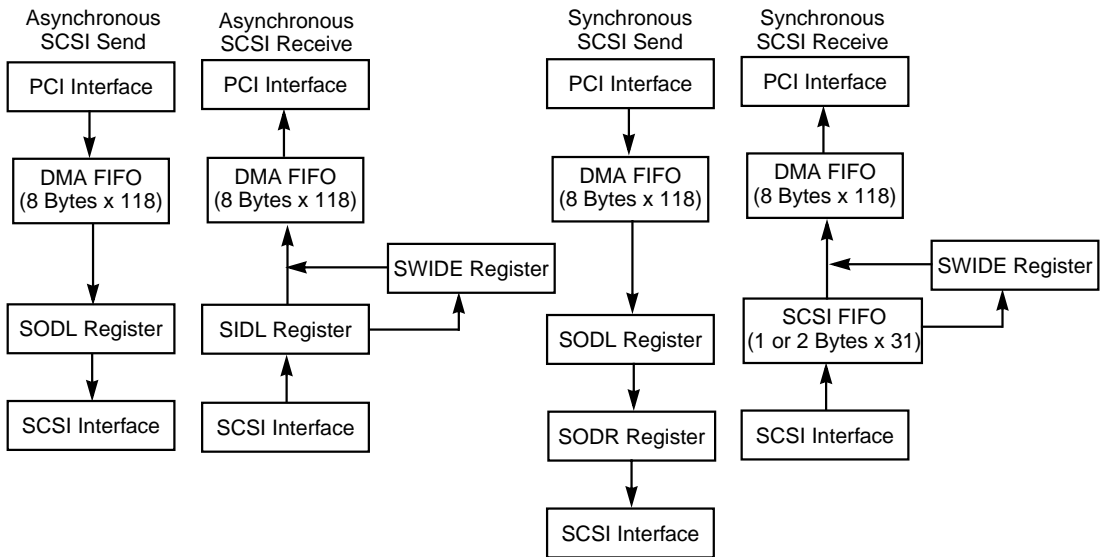 Asynchronous
SCSI Send
PCI Interface
DMA FIFO
(8 Bytes x 118)
SODL Register
SCSI Interface
Asynchronous
SCSI Receive
PCI Interface
DMA FIFO
(8 Bytes x 118)
SWIDE Register
SIDL Register
SCSI Interface
Synchronous
SCSI Send
PCI Interface
DMA FIFO
(8 Bytes x 118)
SODL Register
SODR Register
SCSI Interface
Synchronous
SCSI Receive
PCI Interface
DMA FIFO
(8 Bytes x 118)
SWIDE Register
SCSI FIFO
(1 or 2 Bytes x 31)
SCSI Interface